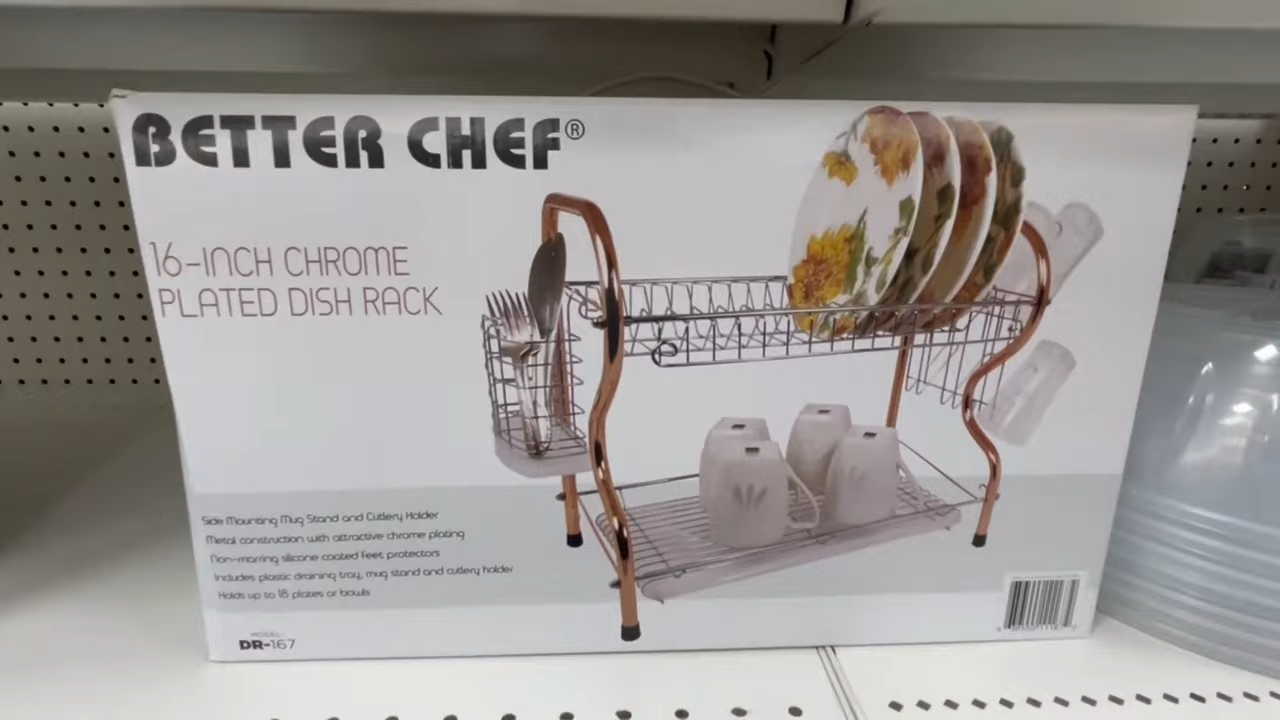 BETTER CHEF®
16-INCH CHROME
PLATED DISH RACK
Side Mounting Mug Stand and Cutlery Holder
Metal construction with attractive chrome plating
Non-marring silicone coated feet protectors
Includes plastic draining tray, mug stand and cutlery holder
Holds up to 18 plates or bowls
MODEL
DR-167